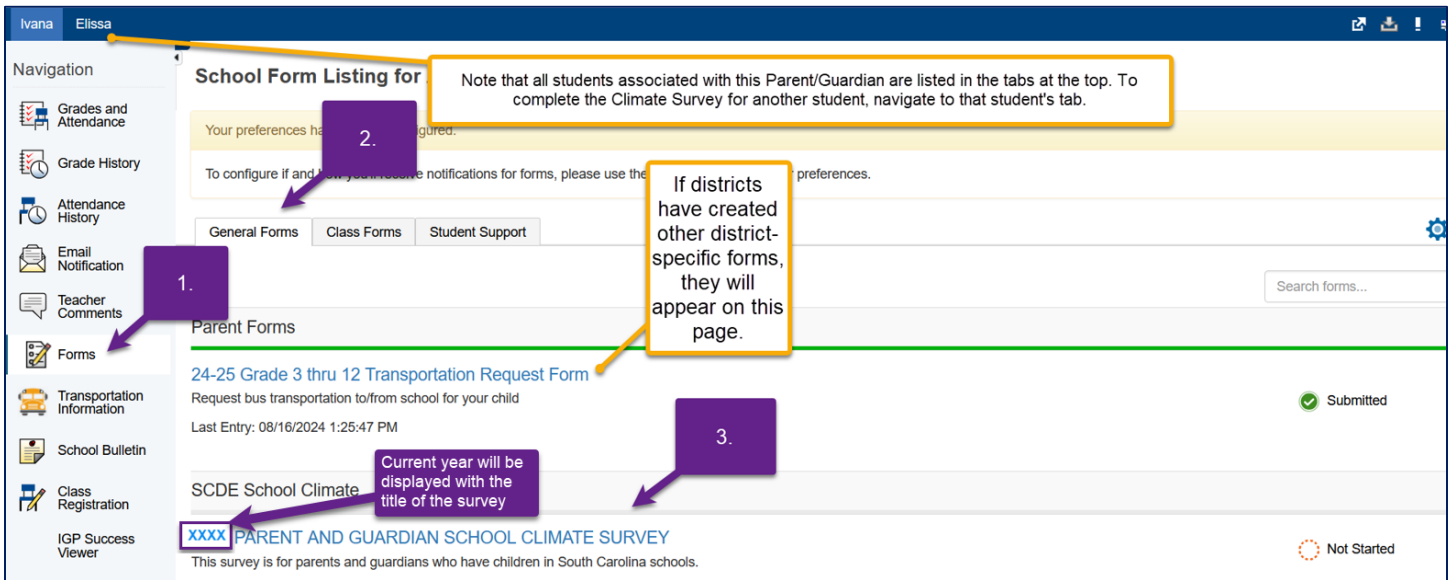 Ivana Elissa
Navigation
Grades and
Attendance
Grade History
Attendance
History
Email
Notification
Teacher
Comments
Forms
Transportation
Information
School Bulletin
Class
Registration
IGP Success
Viewer
School Form Listing for
Note that all students associated with this Parent/Guardian are listed in the tabs at the top. To
complete the Climate Survey for another student, navigate to that student's tab.
Your preferences
2.
To configure if and notifications for forms, please use the preferences.
General Forms Class Forms Student Support
If districts
have created
other district-
specific forms,
they will
appear on this
page.
1.
Search forms...
Parent Forms
24-25 Grade 3 thru 12 Transportation Request Form
Request bus transportation to/from school for your child
Submitted
Last Entry: 08/16/2024 1:25:47 PM
3.
Current year will be
displayed with the
title of the survey
SCDE School Climate
XXXX PARENT AND GUARDIAN SCHOOL CLIMATE SURVEY
This survey is for parents and guardians who have children in South Carolina schools.
Not Started